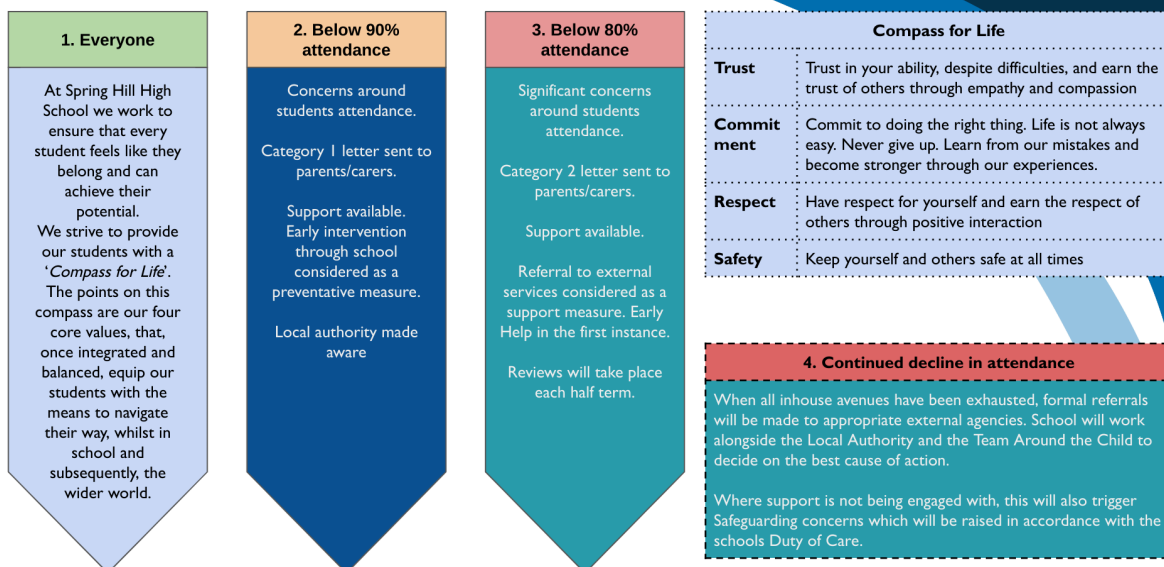 1. Everyone
At Spring Hill High
School we work to
ensure that every
student feels like they
belong and can
achieve their
potential.
We strive to provide
our students with a
‘Compass for Life’.
The points on this
compass are our four
core values, that,
once integrated and
balanced, equip our
students with the
means to navigate
their way, whilst in
school and
subsequently, the
wider world.
2. Below 90%
attendance
Concerns around
students attendance.
Category 1 letter sent to
parents/carers.
Support available.
Early intervention
through school
considered as a
preventative measure.
Local authority made
aware
3. Below 80%
attendance
Significant concerns
around students
attendance.
Category 2 letter sent to
parents/carers.
Support available.
Referral to external
services considered as a
support measure. Early
Help in the first instance.
Reviews will take place
each half term.
Compass for Life
Trust
Trust in your ability, despite difficulties, and earn the
trust of others through empathy and compassion
Commit
ment
Commit to doing the right thing. Life is not always
easy. Never give up. Learn from our mistakes and
become stronger through our experiences.
Respect
Have respect for yourself and earn the respect of
others through positive interaction
Safety
Keep yourself and others safe at all times
4. Continued decline in attendance
When all inhouse avenues have been exhausted, formal referrals
will be made to appropriate external agencies. School will work
alongside the Local Authority and the Team Around the Child to
decide on the best cause of action.
Where support is not being engaged with, this will also trigger
Safeguarding concerns which will be raised in accordance with the
schools Duty of Care.